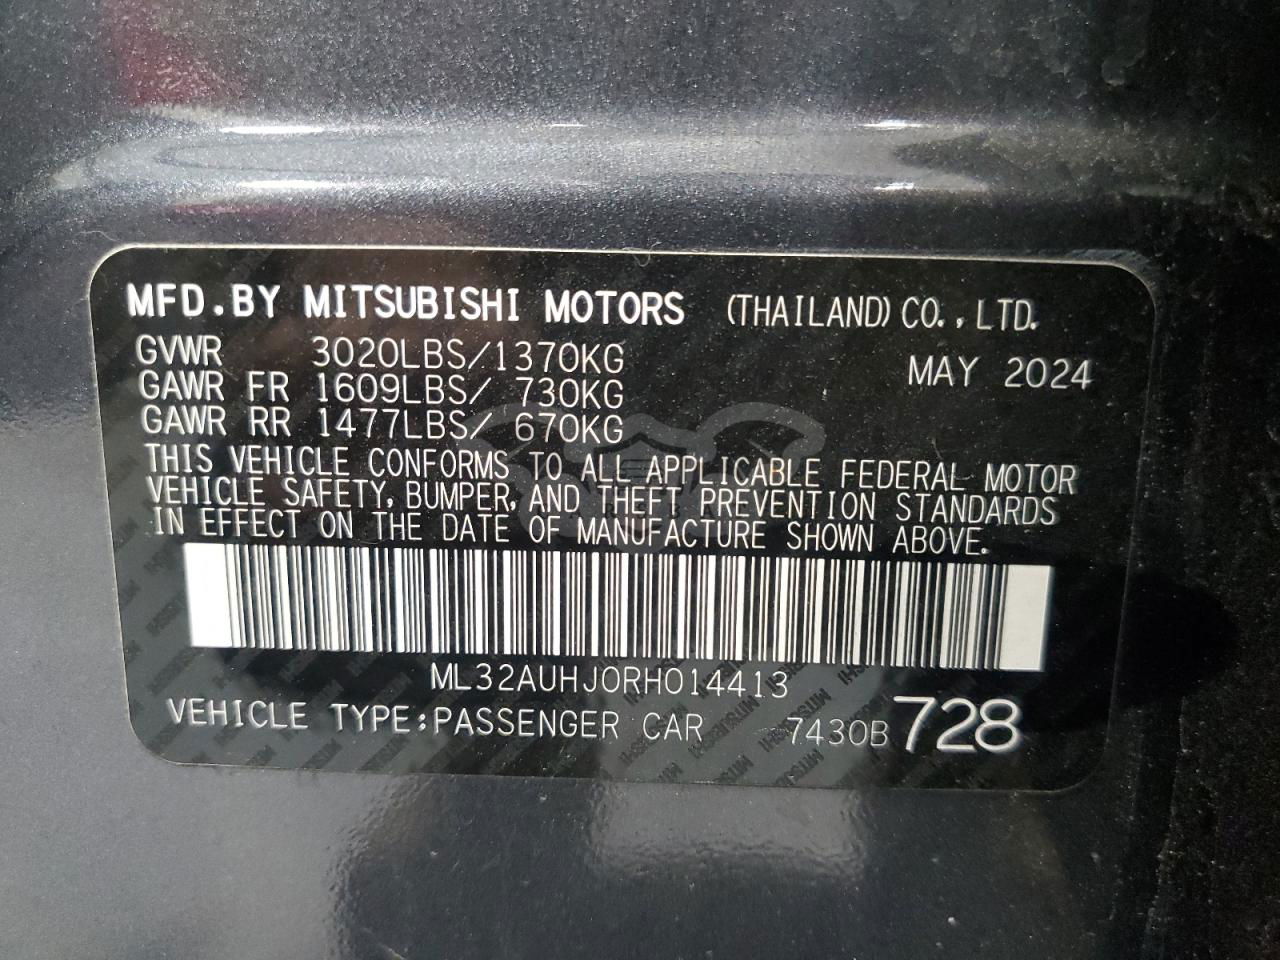 MFD.BY MITSUBISHI MOTORS (THAILAND) CO.,LTD.
GVWR 3020LBS/1370KG MAY 2024
GAWR FR 1609LBS/ 730KG
GAWR RR 1477LBS/ 670KG
THIS VEHICLE CONFORMS TO ALL APPLICABLE FEDERAL MOTOR
VEHICLE SAFETY, BUMPER, AND THEFT PREVENTION STANDARDS
IN EFFECT ON THE DATE OF MANUFACTURE SHOWN ABOVE.
ML32AUHJ0RH014413
VEHICLE TYPE:PASSENGER CAR 7430B 728